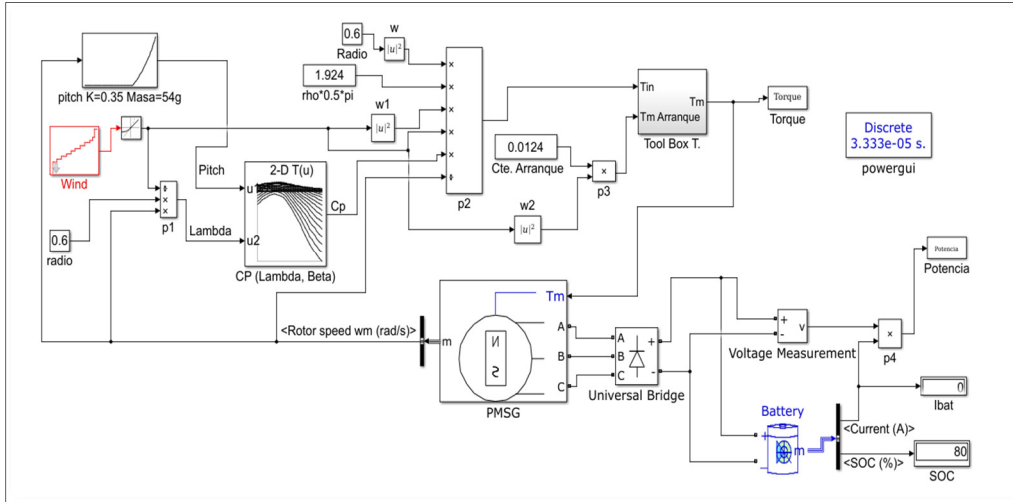 pitch K=0.35 Masa=54g
Wind
0.6
radio
÷
×
×
p1
Pitch
Lambda
2-D T(u)
u1
u2
CP (Lambda, Beta)
Cp
0.6
Radio
w
|u|²
1.924
rho*0.5*pi
w1
|u|²
×
×
×
×
×
÷
p2
0.0124
Cte. Arranque
w2
|u|²
×
p3
Tin
Tm Arranque
Tm
Tool Box T.
Torque
Torque
Discrete
3.333e-05 s.
powergui
<Rotor speed wm (rad/s)>
m
Tm
A
B
C
N
S
PMSG
A
B
C
+
-
Universal Bridge
+
-
v
Voltage Measurement
×
p4
Potencia
Potencia
0
Ibat
Battery
+
_
m
<Current (A)>
<SOC (%)>
80
SOC